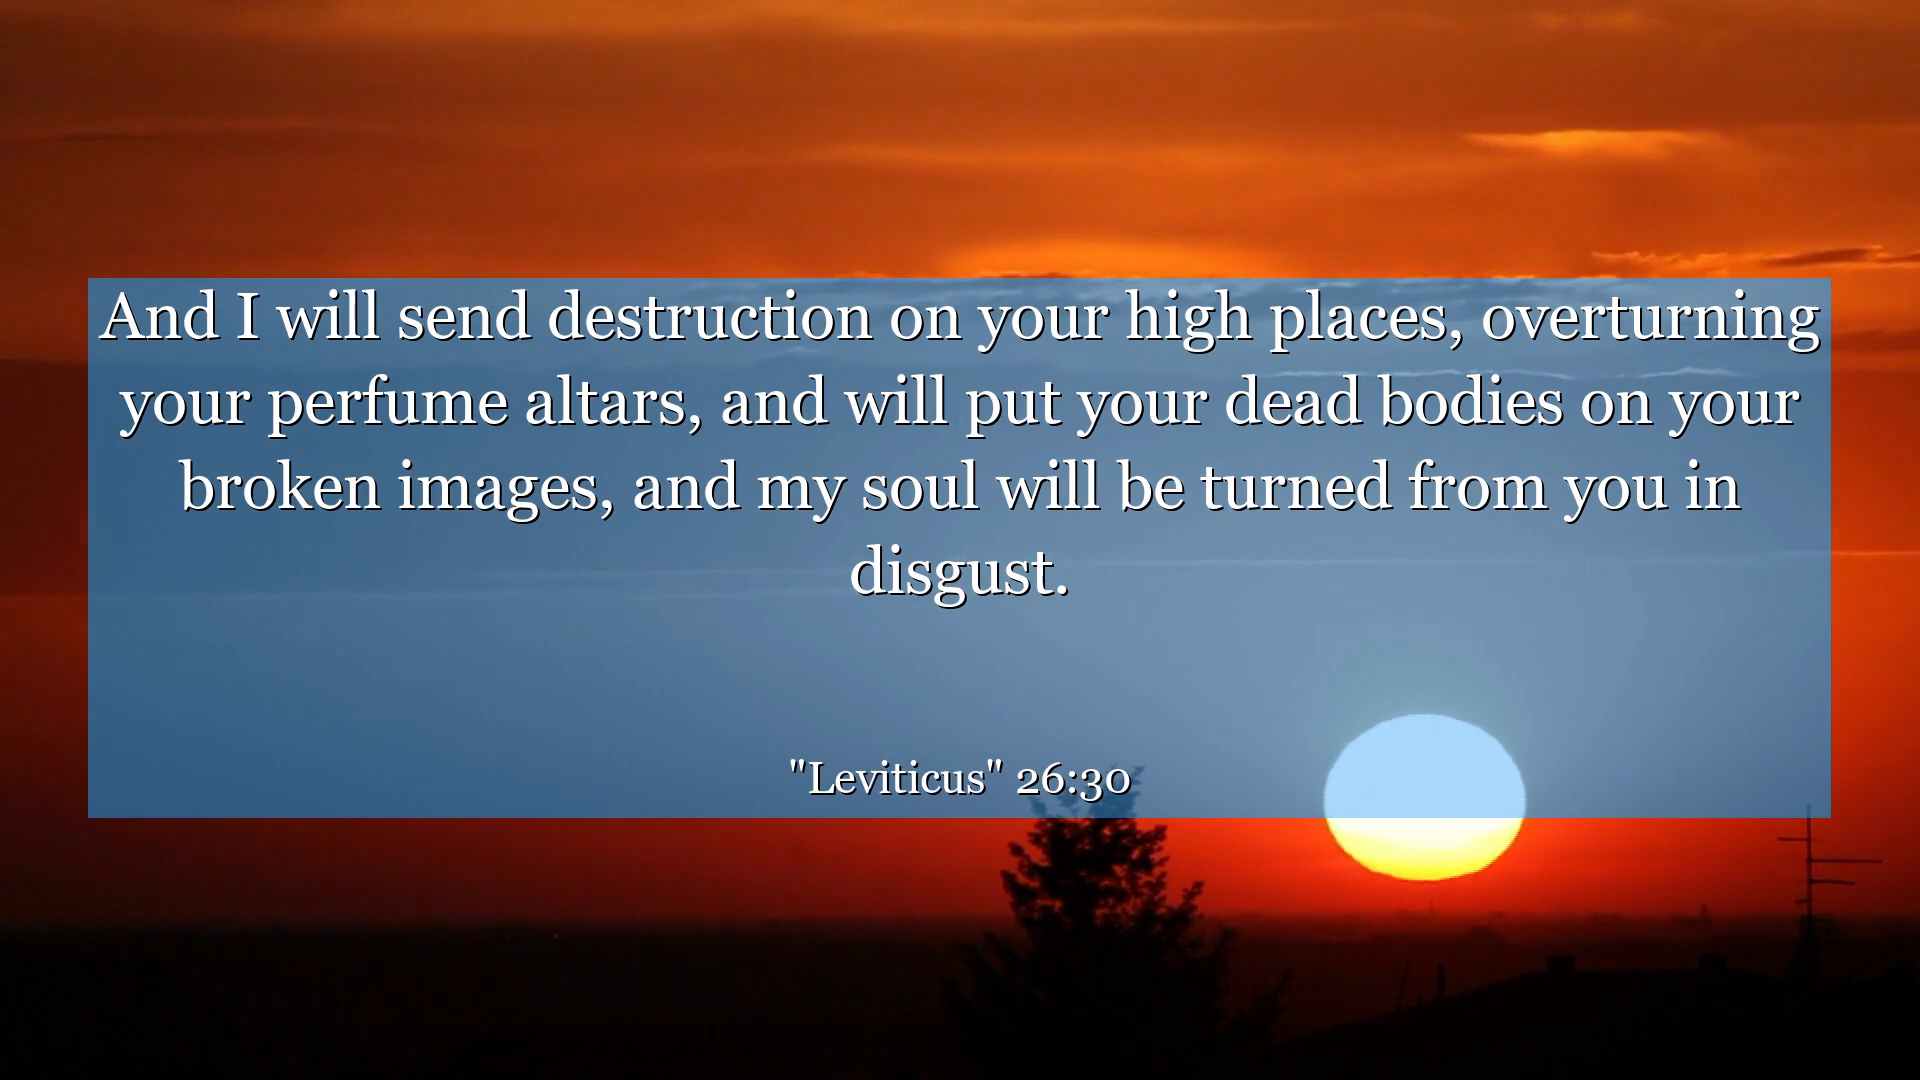 And I will send destruction on your high places, overturning
your perfume altars, and will put your dead bodies on your
broken images, and my soul will be turned from you in
disgust.
"Leviticus" 26:30